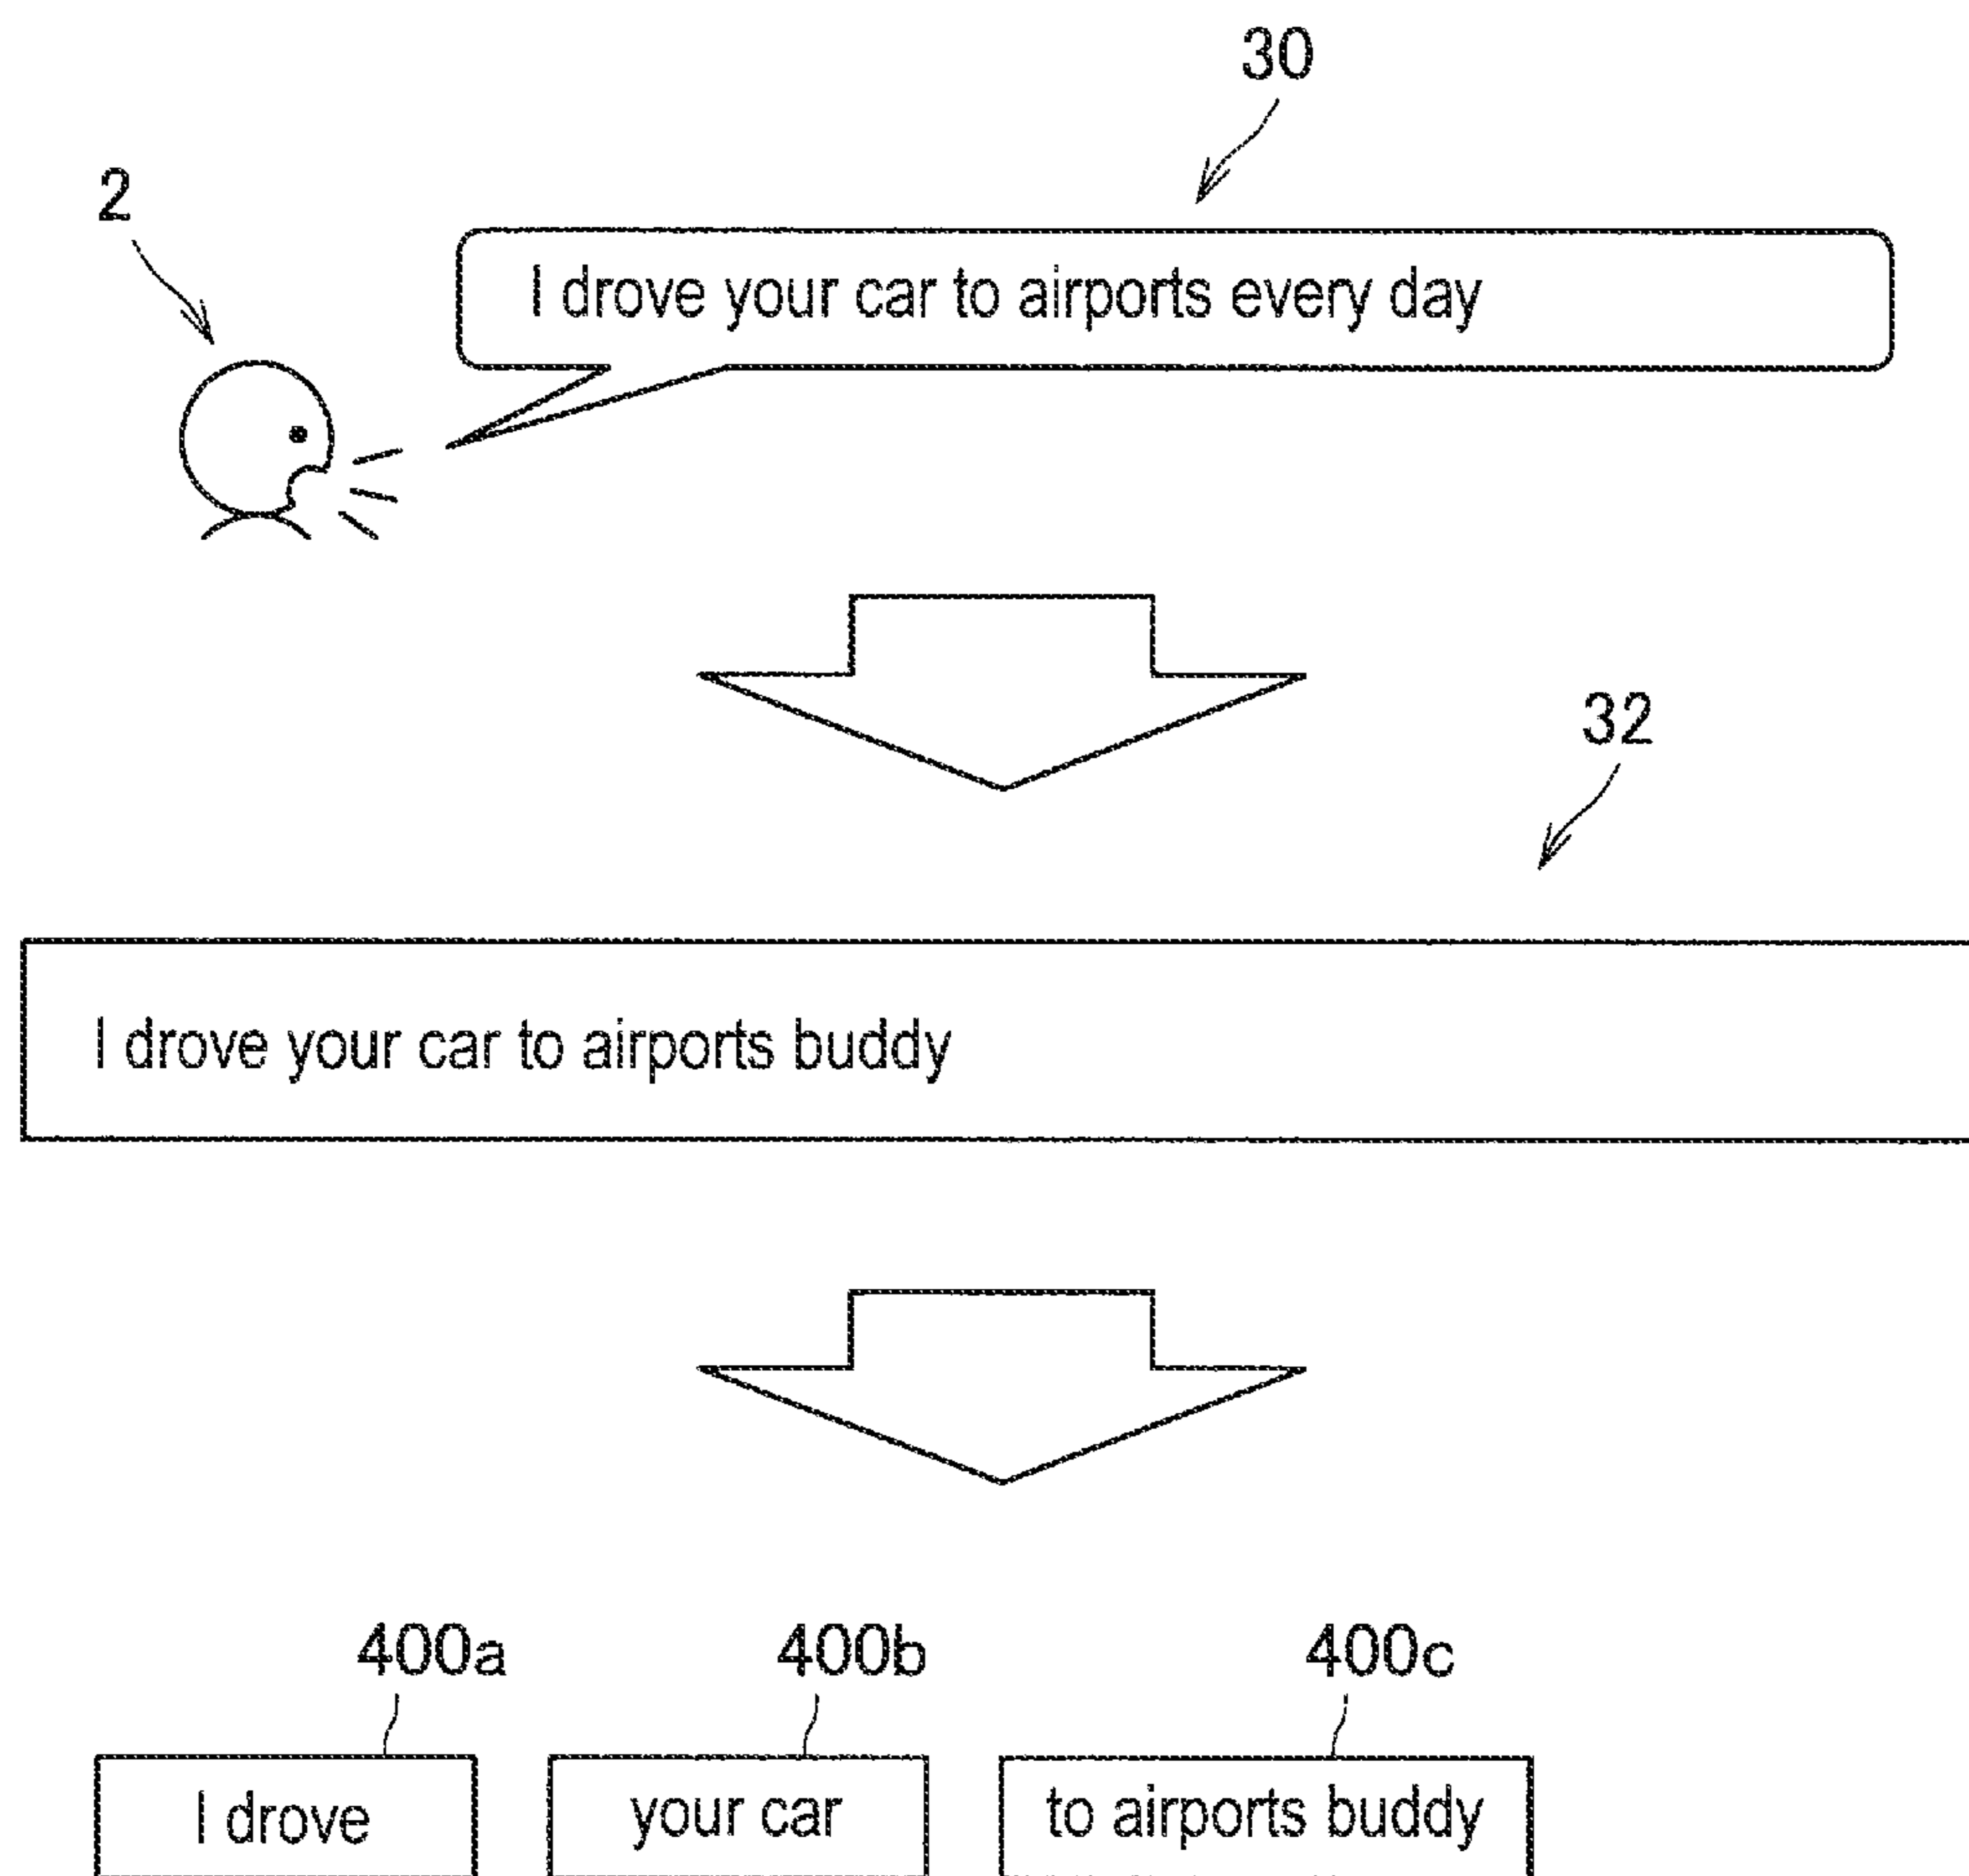 30
2
I drove your car to airports every day
32
I drove your car to airports buddy
400a 400b 400c
I drove your car to airports buddy